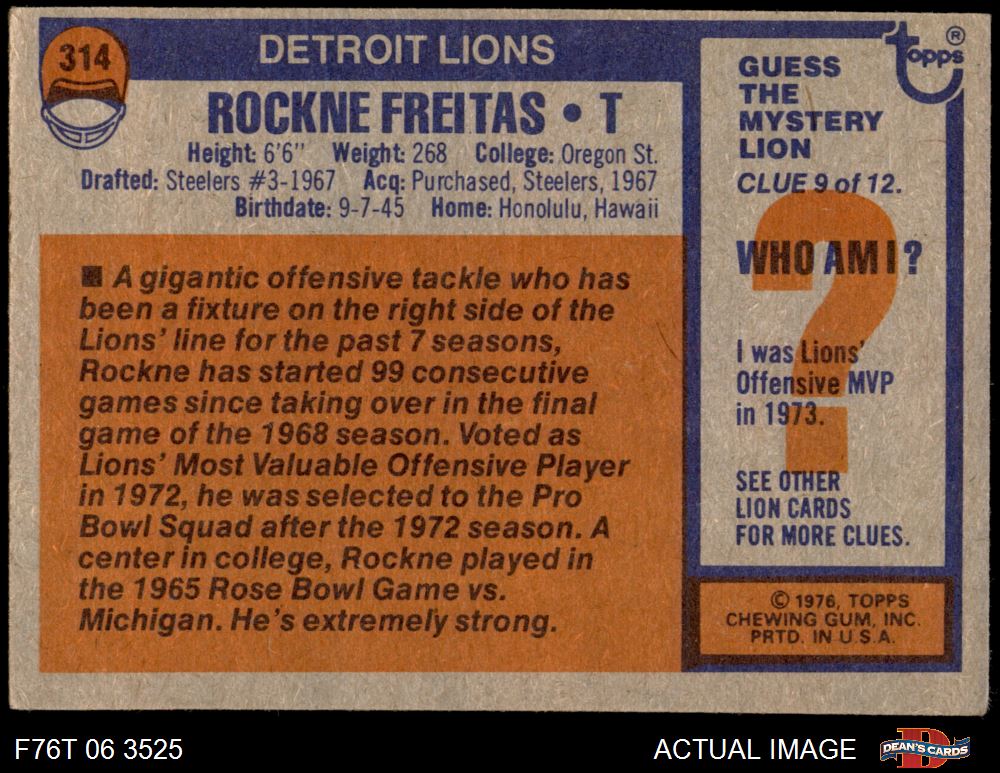 314
DETROIT LIONS
ROCKNE FREITAS • T
Height: 6'6" Weight: 268 College: Oregon St.
Drafted: Steelers #3-1967 Acq: Purchased, Steelers, 1967
Birthdate: 9-7-45 Home: Honolulu, Hawaii
■ A gigantic offensive tackle who has
been a fixture on the right side of the
Lions' line for the past 7 seasons,
Rockne has started 99 consecutive
games since taking over in the final
game of the 1968 season. Voted as
Lions' Most Valuable Offensive Player
in 1972, he was selected to the Pro
Bowl Squad after the 1972 season. A
center in college, Rockne played in
the 1965 Rose Bowl Game vs.
Michigan. He's extremely strong.
topps®
GUESS
THE
MYSTERY
LION
CLUE 9 of 12.
?
WHO AM I?
I was Lions'
Offensive MVP
in 1973.
SEE OTHER
LION CARDS
FOR MORE CLUES.
© 1976, TOPPS
CHEWING GUM, INC.
PRTD. IN U.S.A.
F76T 06 3525
ACTUAL IMAGE
D
DEAN'S CARDS